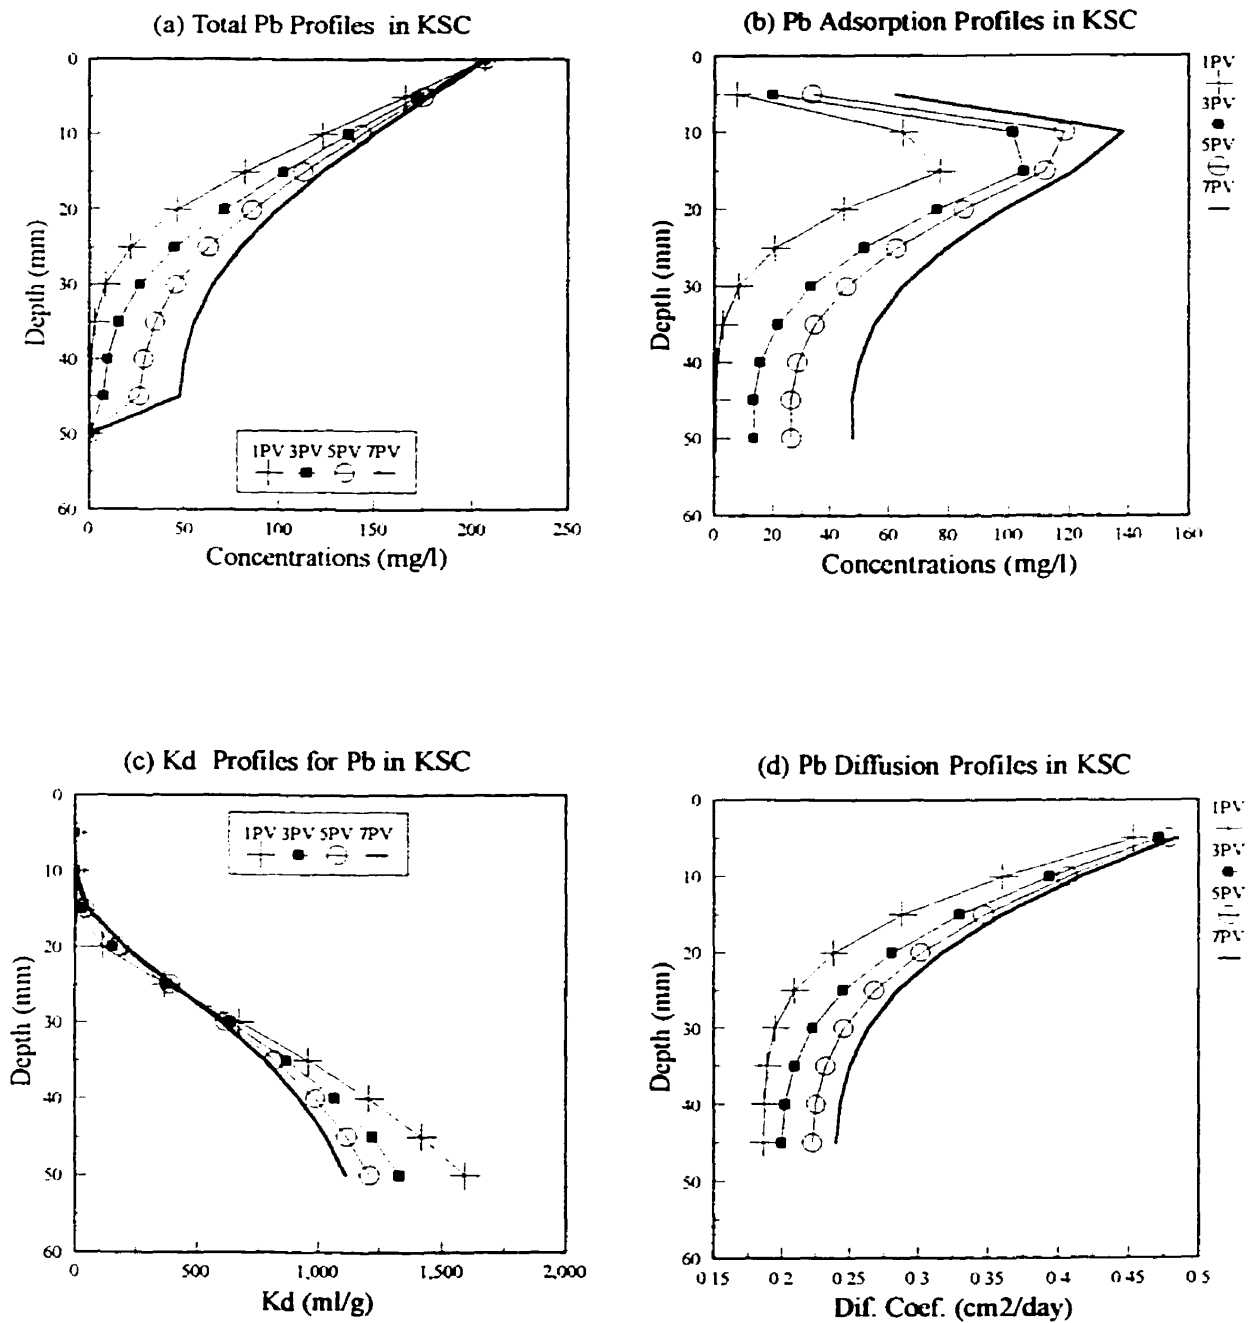 (a) Total Pb Profiles in KSC
0
10
20
30
40
50
60
Depth (mm)
1PV 3PV 5PV 7PV
0 50 100 150 200 250
Concentrations (mg/l)
(b) Pb Adsorption Profiles in KSC
0
10
20
30
40
50
60
Depth (mm)
0 20 40 60 80 100 120 140 160
Concentrations (mg/l)
1PV
3PV
5PV
7PV
(c) Kd Profiles for Pb in KSC
0
10
20
30
40
50
60
Depth (mm)
1PV 3PV 5PV 7PV
0 500 1,000 1,500 2,000
Kd (ml/g)
(d) Pb Diffusion Profiles in KSC
0
10
20
30
40
50
60
Depth (mm)
0.15 0.2 0.25 0.3 0.35 0.4 0.45 0.5
Dif. Coef. (cm2/day)
1PV
3PV
5PV
7PV